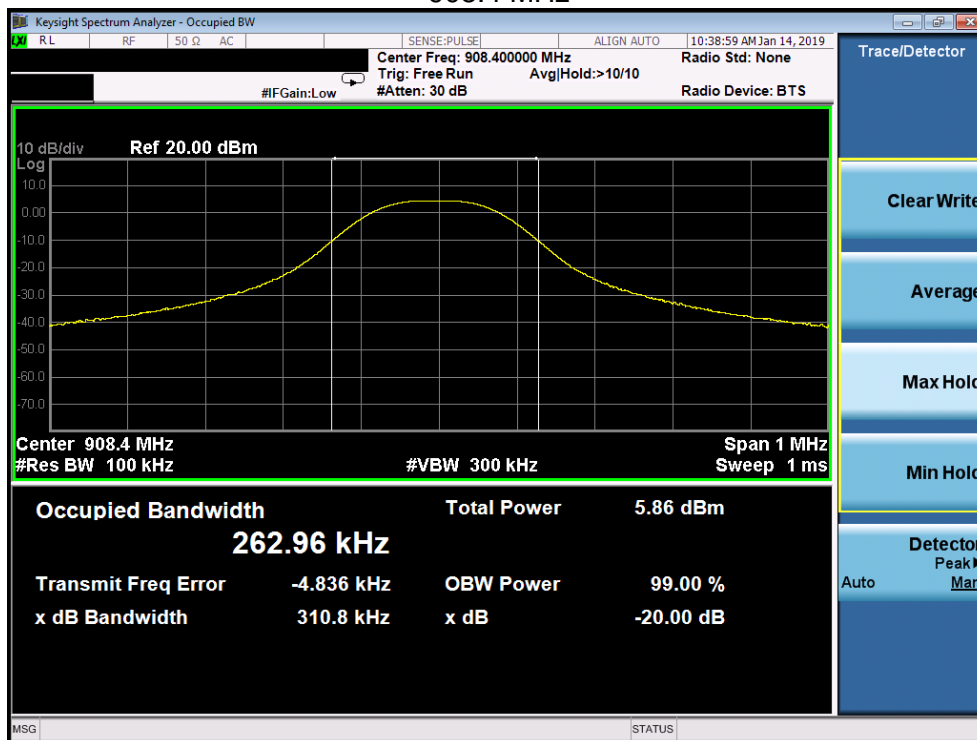 Keysight Spectrum Analyzer - Occupied BW
LXI RL RF 50 Ω AC SENSE:PULSE ALIGN AUTO 10:38:59 AM Jan 14, 2019
Center Freq: 908.400000 MHz Radio Std: None
Trig: Free Run Avg|Hold:>10/10
#IFGain:Low #Atten: 30 dB Radio Device: BTS
Trace/Detector
10 dB/div Ref 20.00 dBm
Log
10.0
0.00
-10.0
-20.0
-30.0
-40.0
-50.0
-60.0
-70.0
Center 908.4 MHz Span 1 MHz
#Res BW 100 kHz #VBW 300 kHz Sweep 1 ms
Occupied Bandwidth Total Power 5.86 dBm
262.96 kHz
Transmit Freq Error -4.836 kHz OBW Power 99.00 %
x dB Bandwidth 310.8 kHz x dB -20.00 dB
Clear Write
Average
Max Hold
Min Hold
Detector
Peak
Auto Man
MSG STATUS